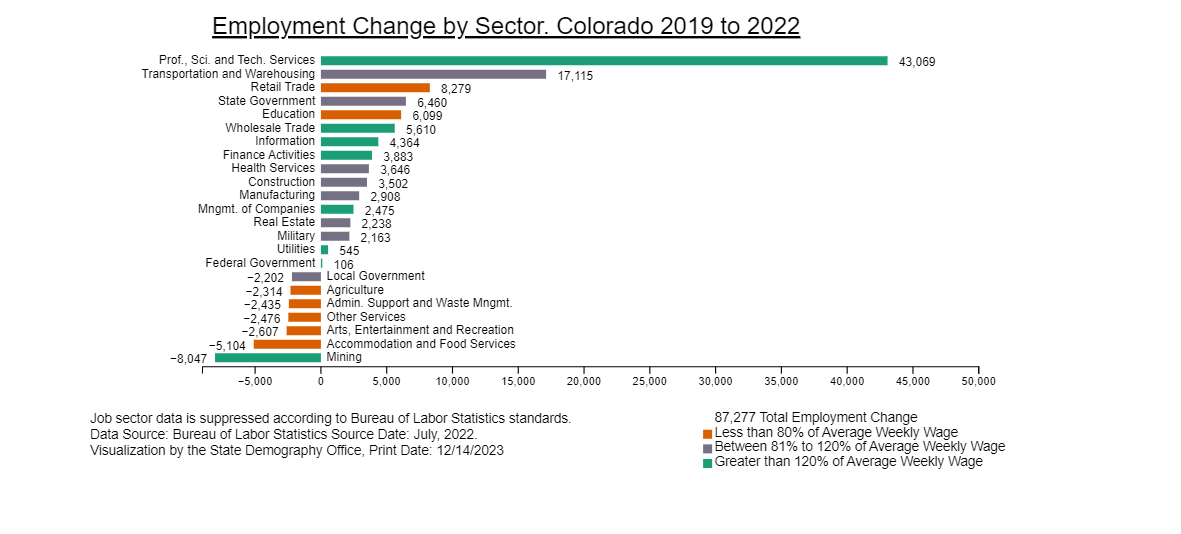 Employment Change by Sector. Colorado 2019 to 2022
Prof., Sci. and Tech. Services 43,069
Transportation and Warehousing 17,115
Retail Trade 8,279
State Government 6,460
Education 6,099
Wholesale Trade 5,610
Information 4,364
Finance Activities 3,883
Health Services 3,646
Construction 3,502
Manufacturing 2,908
Mngmt. of Companies 2,475
Real Estate 2,238
Military 2,163
Utilities 545
Federal Government 106
−2,202 Local Government
−2,314 Agriculture
−2,435 Admin. Support and Waste Mngmt.
−2,476 Other Services
−2,607 Arts, Entertainment and Recreation
−5,104 Accommodation and Food Services
−8,047 Mining
−5,000 0 5,000 10,000 15,000 20,000 25,000 30,000 35,000 40,000 45,000 50,000
Job sector data is suppressed according to Bureau of Labor Statistics standards.
Data Source: Bureau of Labor Statistics Source Date: July, 2022.
Visualization by the State Demography Office, Print Date: 12/14/2023
87,277 Total Employment Change
Less than 80% of Average Weekly Wage
Between 81% to 120% of Average Weekly Wage
Greater than 120% of Average Weekly Wage